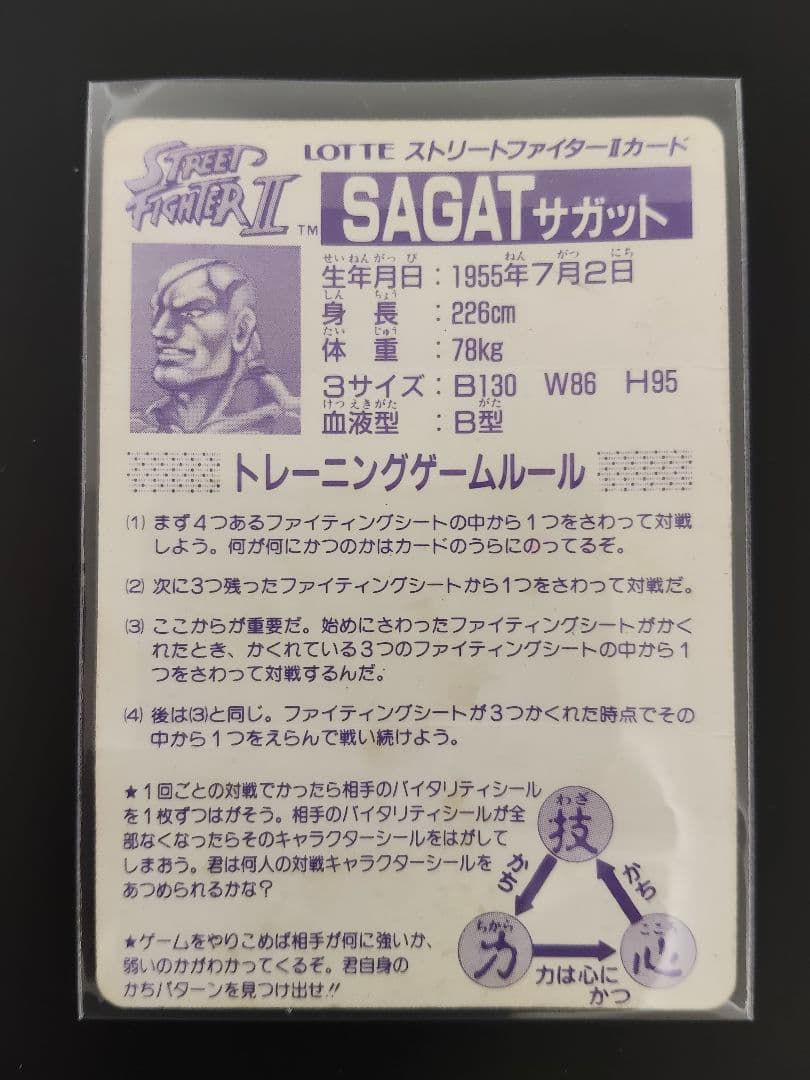 STREET FIGHTER II TM
LOTTE ストリートファイターIIカード
SAGAT サガット
せいねんがっぴ ねん がつ にち
生年月日：1955年7月2日
しん ちょう
身長：226cm
たい じゅう
体重：78kg
3サイズ：B130 W86 H95
けつえきがた がた
血液型：B型
トレーニングゲームルール
(1) まず4つあるファイティングシートの中から1つをさわって対戦
しよう。何が何にかつのかはカードのうらにのってるぞ。
(2) 次に3つ残ったファイティングシートから1つをさわって対戦だ。
(3) ここからが重要だ。始めにさわったファイティングシートがかく
れたとき、かくれている3つのファイティングシートの中から1
つをさわって対戦するんだ。
(4) 後は(3)と同じ。ファイティングシートが3つかくれた時点でその
中から1つをえらんで戦い続けよう。
★1回ごとの対戦でかったら相手のバイタリティシール
を1枚ずつはがそう。相手のバイタリティシールが全
部なくなったらそのキャラクターシールをはがして
しまおう。君は何人の対戦キャラクターシールを
あつめられるかな？
★ゲームをやりこめば相手が何に強いか、
弱いのかがわかってくるぞ。君自身の
かちパターンを見つけ出せ!!
わざ
技
かち
かち
ちから
力
こころ
心
力は心に
かつ